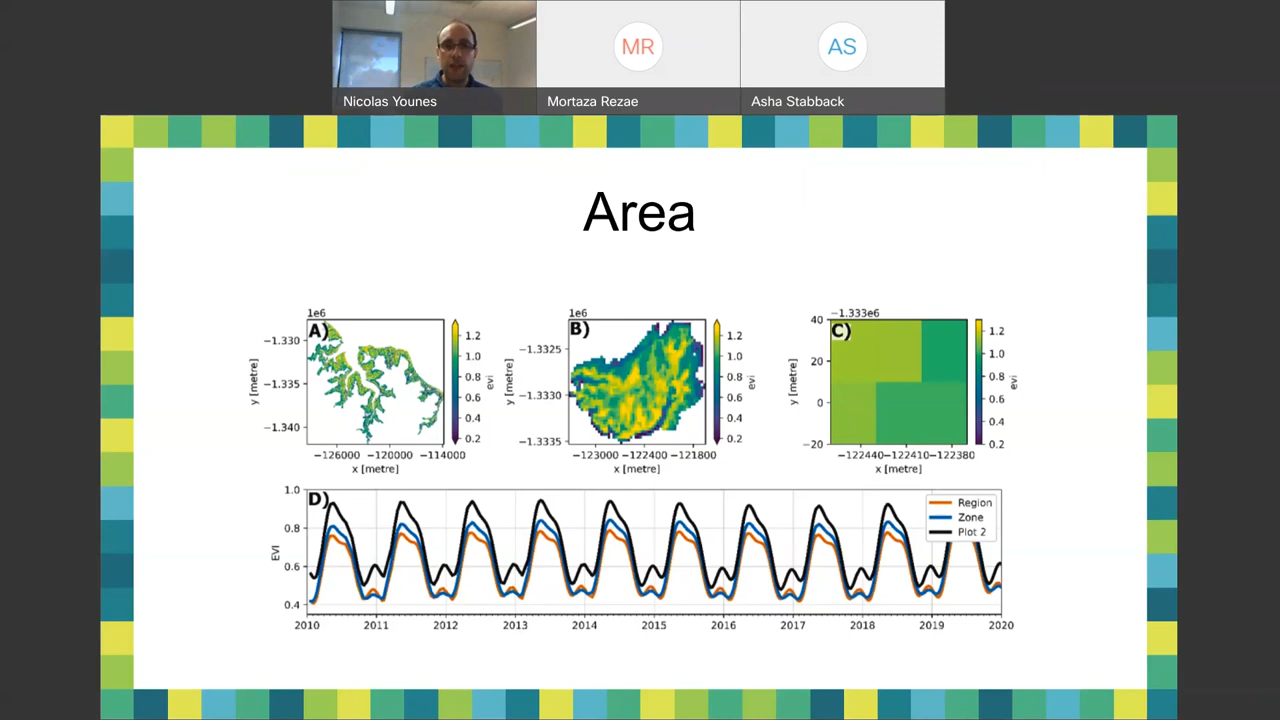 MR
AS
Nicolas Younes
Mortaza Rezae
Asha Stabback
Area
1e6
A)
−1.330
−1.335
−1.340
y [metre]
−126000 −120000 −114000
x [metre]
1.2
1.0
0.8
0.6
0.4
0.2
evi
1e6
B)
−1.3325
−1.3330
−1.3335
y [metre]
−123000 −122400 −121800
x [metre]
1.2
1.0
0.8
0.6
0.4
0.2
evi
−1.333e6
C)
40
20
0
−20
y [metre]
−122440 −122410 −122380
x [metre]
1.2
1.0
0.8
0.6
0.4
0.2
evi
D)
1.0
0.8
0.6
0.4
EVI
Region
Zone
Plot 2
2010 2011 2012 2013 2014 2015 2016 2017 2018 2019 2020